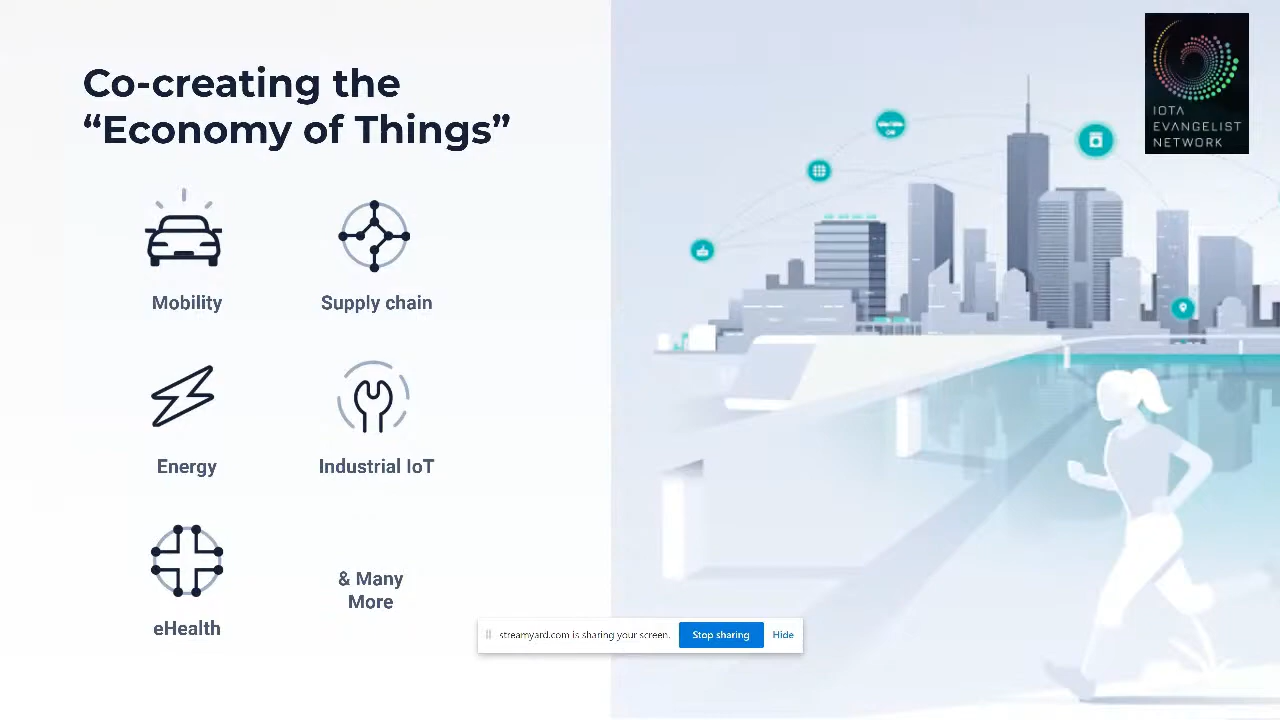 Co-creating the
“Economy of Things”
Mobility
Supply chain
Energy
Industrial IoT
eHealth
& Many
More
IOTA
EVANGELIST
NETWORK
streamyard.com is sharing your screen.
Stop sharing
Hide